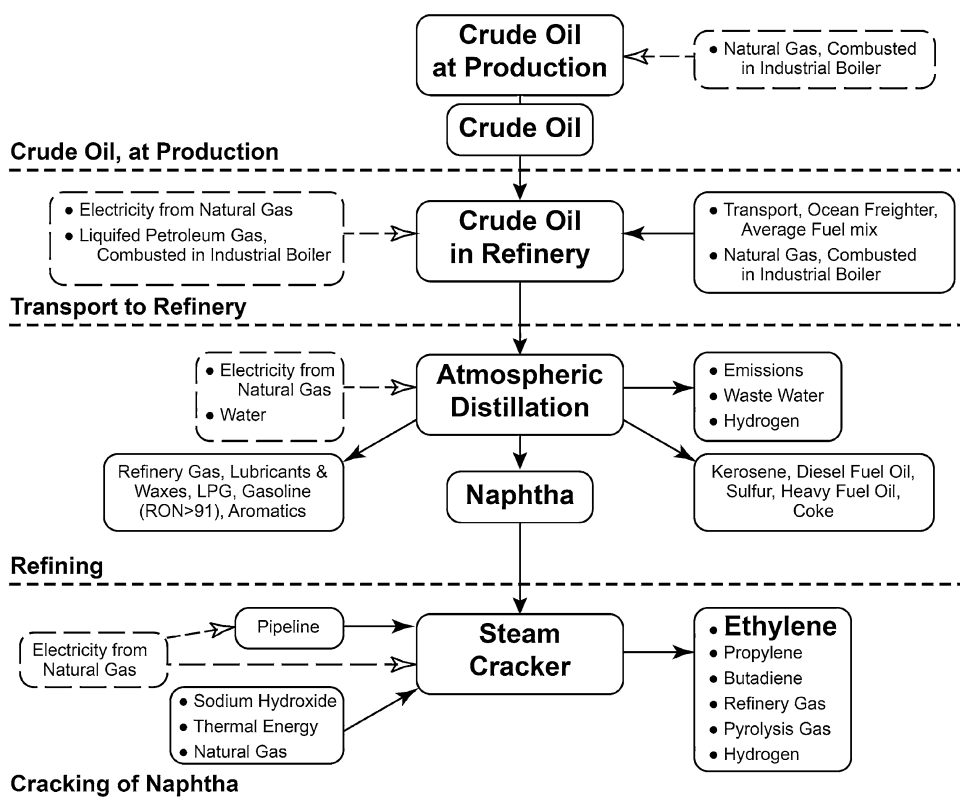 Crude Oil
at Production
● Natural Gas, Combusted
in Industrial Boiler
Crude Oil
Crude Oil, at Production
● Electricity from Natural Gas
● Liquifed Petroleum Gas,
Combusted in Industrial Boiler
Crude Oil
in Refinery
● Transport, Ocean Freighter,
Average Fuel mix
● Natural Gas, Combusted
in Industrial Boiler
Transport to Refinery
● Electricity from
Natural Gas
● Water
Atmospheric
Distillation
● Emissions
● Waste Water
● Hydrogen
Refinery Gas, Lubricants &
Waxes, LPG, Gasoline
(RON>91), Aromatics
Naphtha
Kerosene, Diesel Fuel Oil,
Sulfur, Heavy Fuel Oil,
Coke
Refining
Electricity from
Natural Gas
Pipeline
● Sodium Hydroxide
● Thermal Energy
● Natural Gas
Steam
Cracker
● Ethylene
● Propylene
● Butadiene
● Refinery Gas
● Pyrolysis Gas
● Hydrogen
Cracking of Naphtha